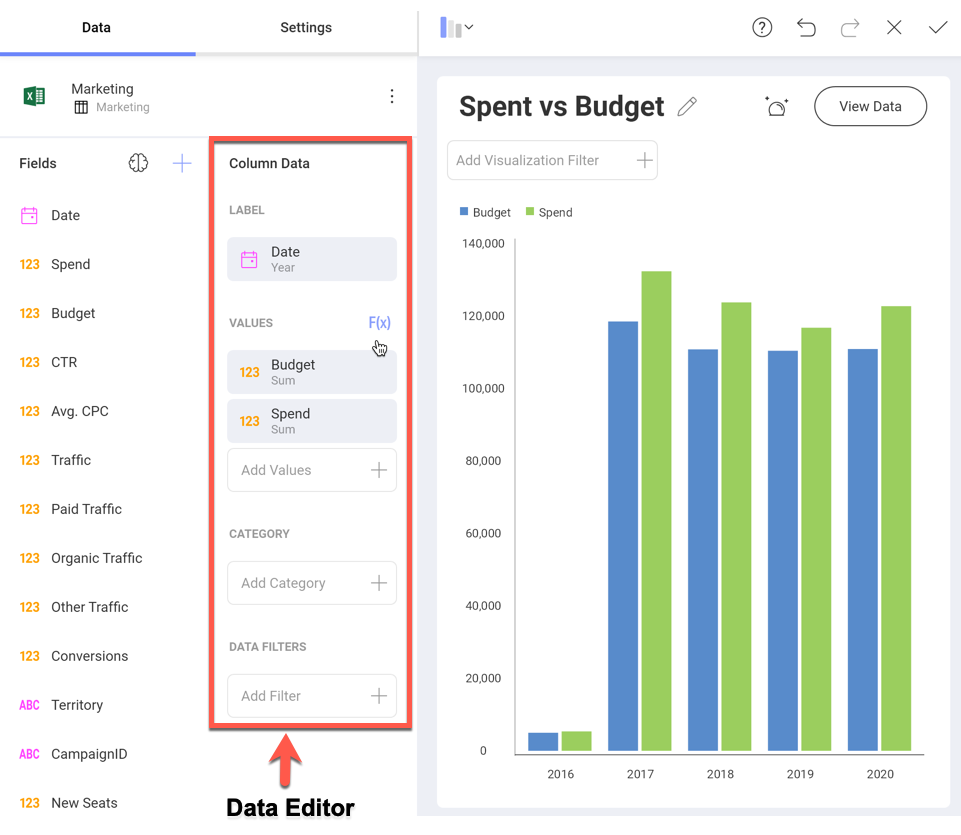 Data
Settings
Marketing
Marketing
Fields
Date
123 Spend
123 Budget
123 CTR
123 Avg. CPC
123 Traffic
123 Paid Traffic
123 Organic Traffic
123 Other Traffic
123 Conversions
ABC Territory
ABC CampaignID
123 New Seats
Column Data
LABEL
Date
Year
VALUES F(x)
123 Budget
Sum
123 Spend
Sum
Add Values
CATEGORY
Add Category
DATA FILTERS
Add Filter
Data Editor
Spent vs Budget
View Data
Add Visualization Filter
Budget Spend
140,000
120,000
100,000
80,000
60,000
40,000
20,000
0
2016 2017 2018 2019 2020